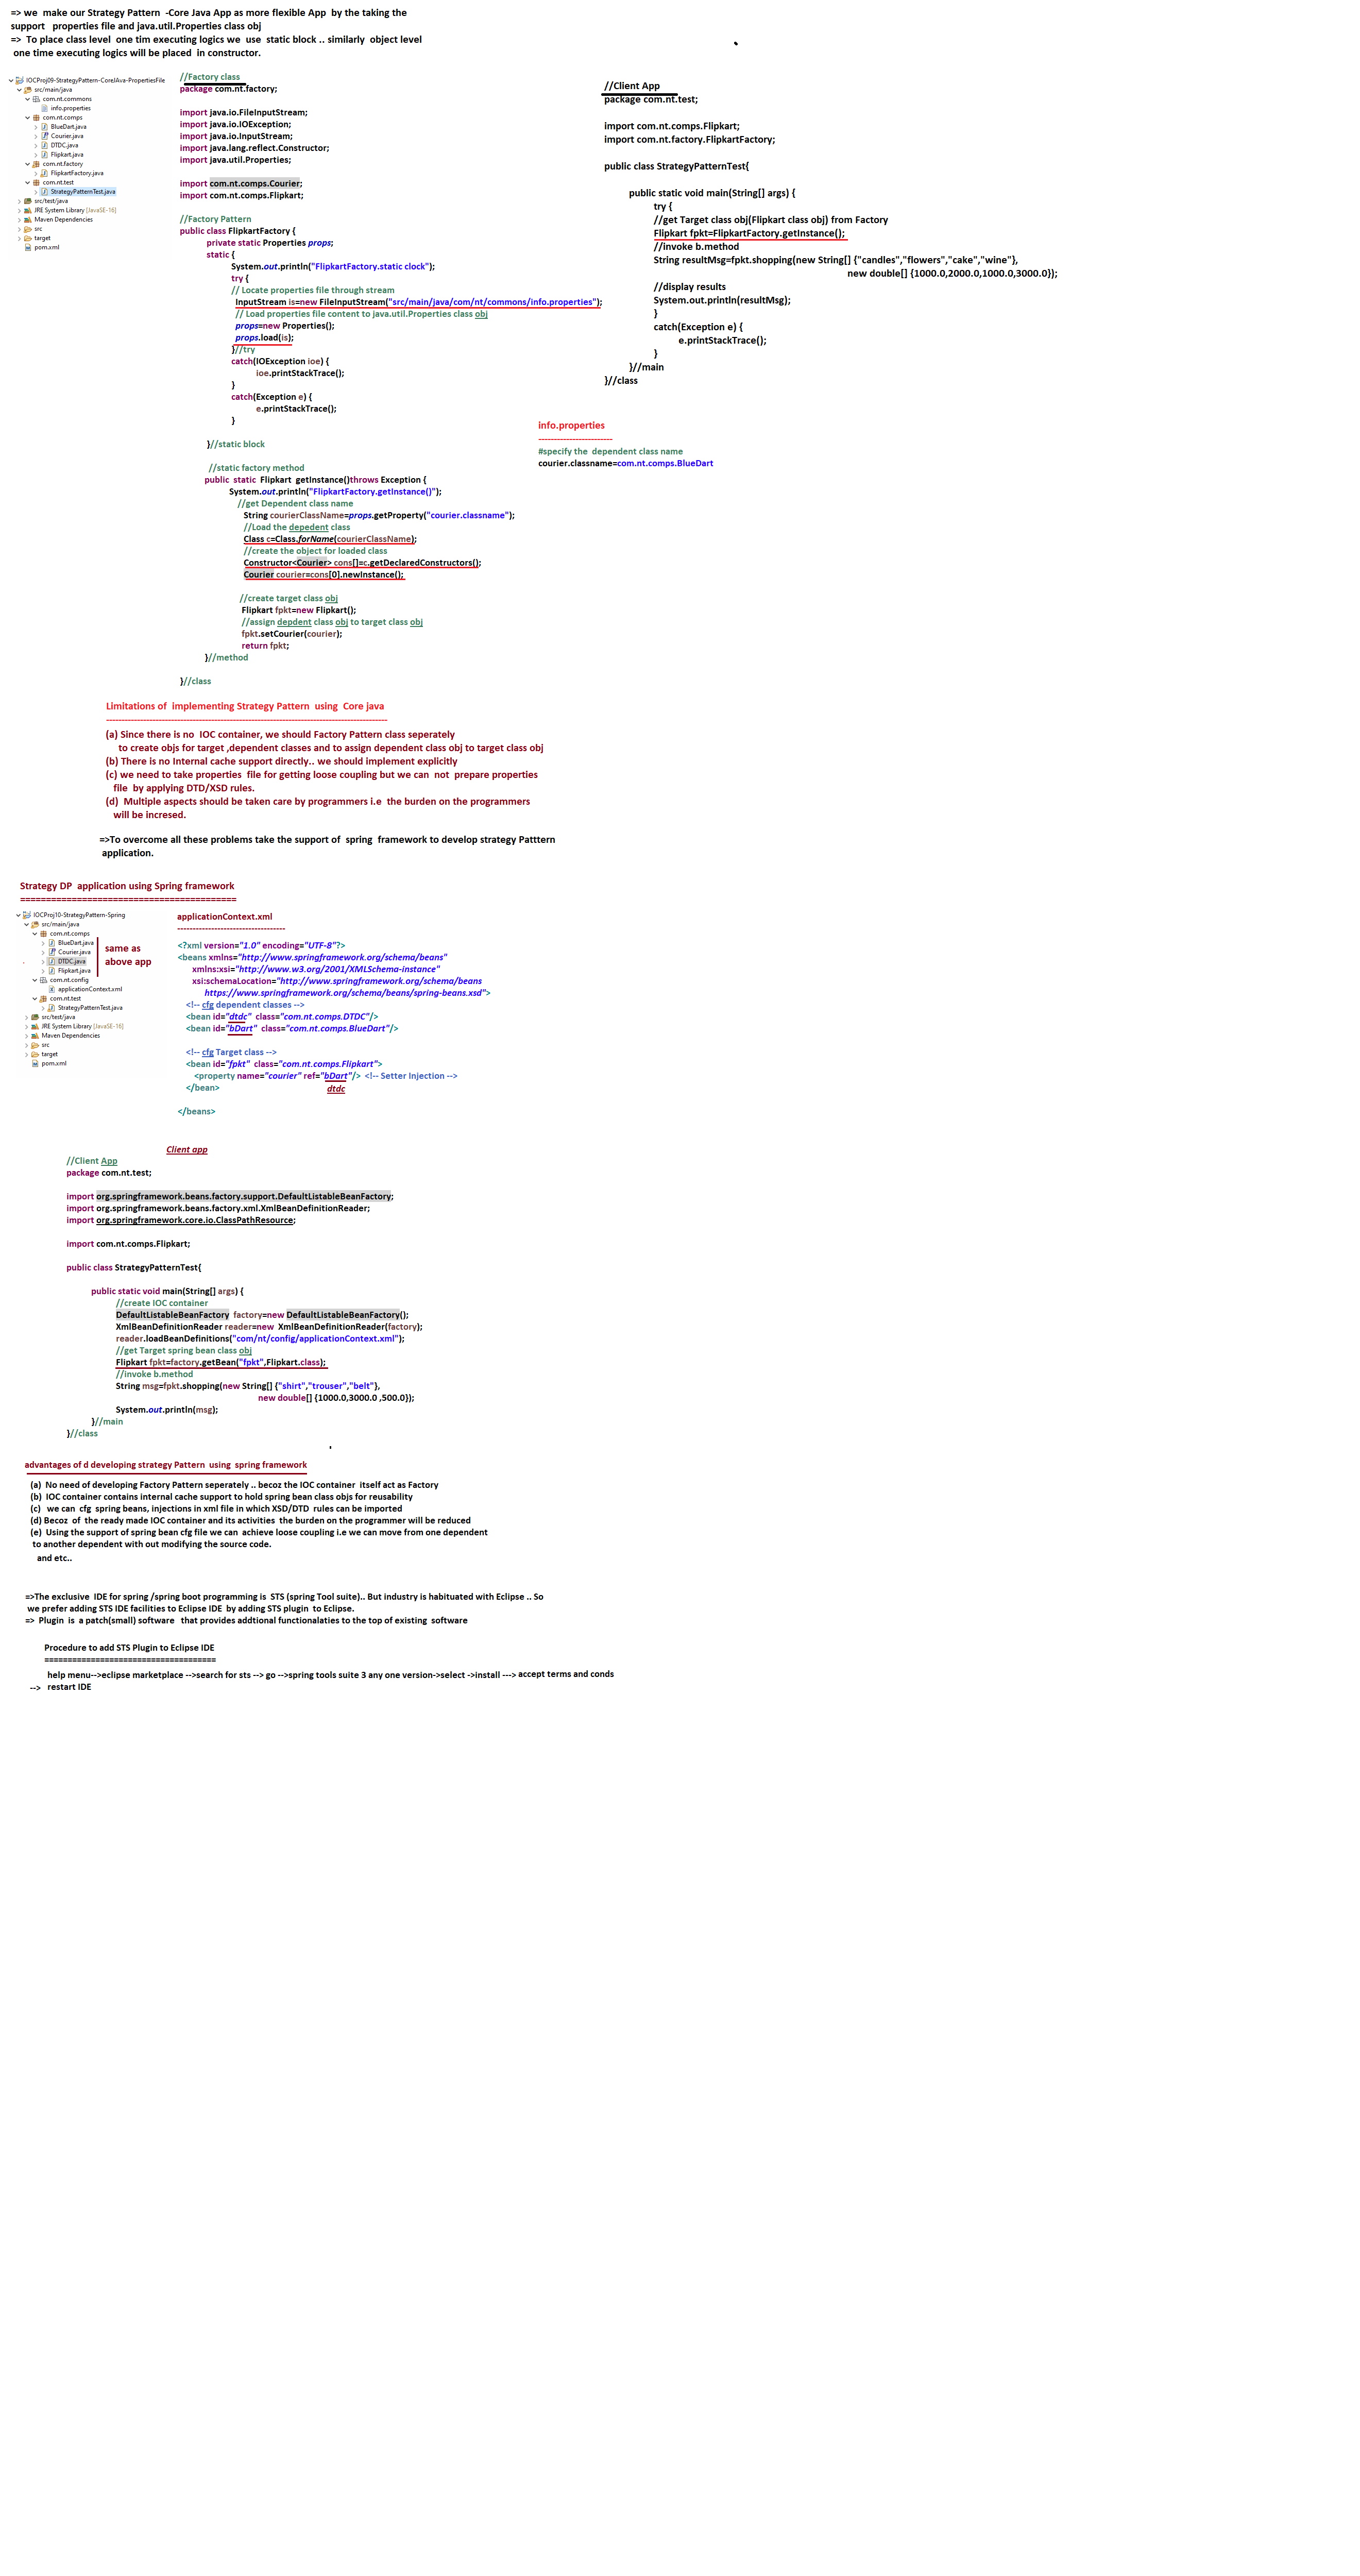 => we  make our Strategy Pattern  -Core Java App as more flexible App  by the taking the
support   properties file and java.util.Properties class obj
=>  To place class level  one tim executing logics we  use  static block .. similarly  object level
one time executing logics will be placed  in constructor.
IOCProj09-StrategyPattern-CoreJAva-PropertiesFile
src/main/java
com.nt.commons
info.properties
com.nt.comps
BlueDart.java
Courier.java
DTDC.java
Flipkart.java
com.nt.factory
FlipkartFactory.java
com.nt.test
StrategyPatternTest.java
src/test/java
JRE System Library [JavaSE-16]
Maven Dependencies
src
target
pom.xml
//Factory class
package com.nt.factory;
import java.io.FileInputStream;
import java.io.IOException;
import java.io.InputStream;
import java.lang.reflect.Constructor;
import java.util.Properties;
import com.nt.comps.Courier;
import com.nt.comps.Flipkart;
//Factory Pattern
public class FlipkartFactory {
private static Properties props;
static {
System.out.println("FlipkartFactory.static clock");
try {
// Locate properties file through stream
InputStream is=new FileInputStream("src/main/java/com/nt/commons/info.properties");
// Load properties file content to java.util.Properties class obj
props=new Properties();
props.load(is);
}//try
catch(IOException ioe) {
ioe.printStackTrace();
}
catch(Exception e) {
e.printStackTrace();
}
}//static block
//static factory method
public  static  Flipkart  getInstance()throws Exception {
System.out.println("FlipkartFactory.getInstance()");
//get Dependent class name
String courierClassName=props.getProperty("courier.classname");
//Load the depedent class
Class c=Class.forName(courierClassName);
//create the object for loaded class
Constructor<Courier> cons[]=c.getDeclaredConstructors();
Courier courier=cons[0].newInstance();
//create target class obj
Flipkart fpkt=new Flipkart();
//assign depdent class obj to target class obj
fpkt.setCourier(courier);
return fpkt;
}//method
}//class
//Client App
package com.nt.test;
import com.nt.comps.Flipkart;
import com.nt.factory.FlipkartFactory;
public class StrategyPatternTest{
public static void main(String[] args) {
try {
//get Target class obj(Flipkart class obj) from Factory
Flipkart fpkt=FlipkartFactory.getInstance();
//invoke b.method
String resultMsg=fpkt.shopping(new String[] {"candles","flowers","cake","wine"},
new double[] {1000.0,2000.0,1000.0,3000.0});
//display results
System.out.println(resultMsg);
}
catch(Exception e) {
e.printStackTrace();
}
}//main
}//class
info.properties
------------------------
#specify the  dependent class name
courier.classname=com.nt.comps.BlueDart
Limitations of  implementing Strategy Pattern  using  Core java
-------------------------------------------------------------------------------------------
(a) Since there is no  IOC container, we should Factory Pattern class seperately
to create objs for target ,dependent classes and to assign dependent class obj to target class obj
(b) There is no Internal cache support directly.. we should implement explicitly
(c) we need to take properties  file for getting loose coupling but we can  not  prepare properties
file  by applying DTD/XSD rules.
(d)  Multiple aspects should be taken care by programmers i.e  the burden on the programmers
will be incresed.
=>To overcome all these problems take the support of  spring  framework to develop strategy Patttern
application.
Strategy DP  application using Spring framework
==========================================
IOCProj10-StrategyPattern-Spring
src/main/java
com.nt.comps
BlueDart.java
Courier.java
DTDC.java
Flipkart.java
com.nt.config
applicationContext.xml
com.nt.test
StrategyPatternTest.java
src/test/java
JRE System Library [JavaSE-16]
Maven Dependencies
src
target
pom.xml
same as
above app
applicationContext.xml
-----------------------------------
<?xml version="1.0" encoding="UTF-8"?>
<beans xmlns="http://www.springframework.org/schema/beans"
xmlns:xsi="http://www.w3.org/2001/XMLSchema-instance"
xsi:schemaLocation="http://www.springframework.org/schema/beans
https://www.springframework.org/schema/beans/spring-beans.xsd">
<!-- cfg dependent classes -->
<bean id="dtdc"  class="com.nt.comps.DTDC"/>
<bean id="bDart"  class="com.nt.comps.BlueDart"/>
<!-- cfg Target class -->
<bean id="fpkt"  class="com.nt.comps.Flipkart">
<property name="courier" ref="bDart"/>  <!-- Setter Injection -->
</bean>
dtdc
</beans>
Client app
//Client App
package com.nt.test;
import org.springframework.beans.factory.support.DefaultListableBeanFactory;
import org.springframework.beans.factory.xml.XmlBeanDefinitionReader;
import org.springframework.core.io.ClassPathResource;
import com.nt.comps.Flipkart;
public class StrategyPatternTest{
public static void main(String[] args) {
//create IOC container
DefaultListableBeanFactory  factory=new DefaultListableBeanFactory();
XmlBeanDefinitionReader reader=new  XmlBeanDefinitionReader(factory);
reader.loadBeanDefinitions("com/nt/config/applicationContext.xml");
//get Target spring bean class obj
Flipkart fpkt=factory.getBean("fpkt",Flipkart.class);
//invoke b.method
String msg=fpkt.shopping(new String[] {"shirt","trouser","belt"},
new double[] {1000.0,3000.0 ,500.0});
System.out.println(msg);
}//main
}//class
advantages of d developing strategy Pattern  using  spring framework
(a)  No need of developing Factory Pattern seperately .. becoz the IOC container  itself act as Factory
(b)  IOC container contains internal cache support to hold spring bean class objs for reusability
(c)   we can  cfg  spring beans, injections in xml file in which XSD/DTD  rules can be imported
(d) Becoz  of  the ready made IOC container and its activities  the burden on the programmer will be reduced
(e)  Using the support of spring bean cfg file we can  achieve loose coupling i.e we can move from one dependent
to another dependent with out modifying the source code.
and etc..
=>The exclusive  IDE for spring /spring boot programming is  STS (spring Tool suite).. But industry is habituated with Eclipse .. So
we prefer adding STS IDE facilities to Eclipse IDE  by adding STS plugin  to Eclipse.
=>  Plugin  is  a patch(small) software   that provides addtional functionalaties to the top of existing  software
Procedure to add STS Plugin to Eclipse IDE
=====================================
help menu-->eclipse marketplace -->search for sts --> go -->spring tools suite 3 any one version->select ->install ---> accept terms and conds
-->   restart IDE